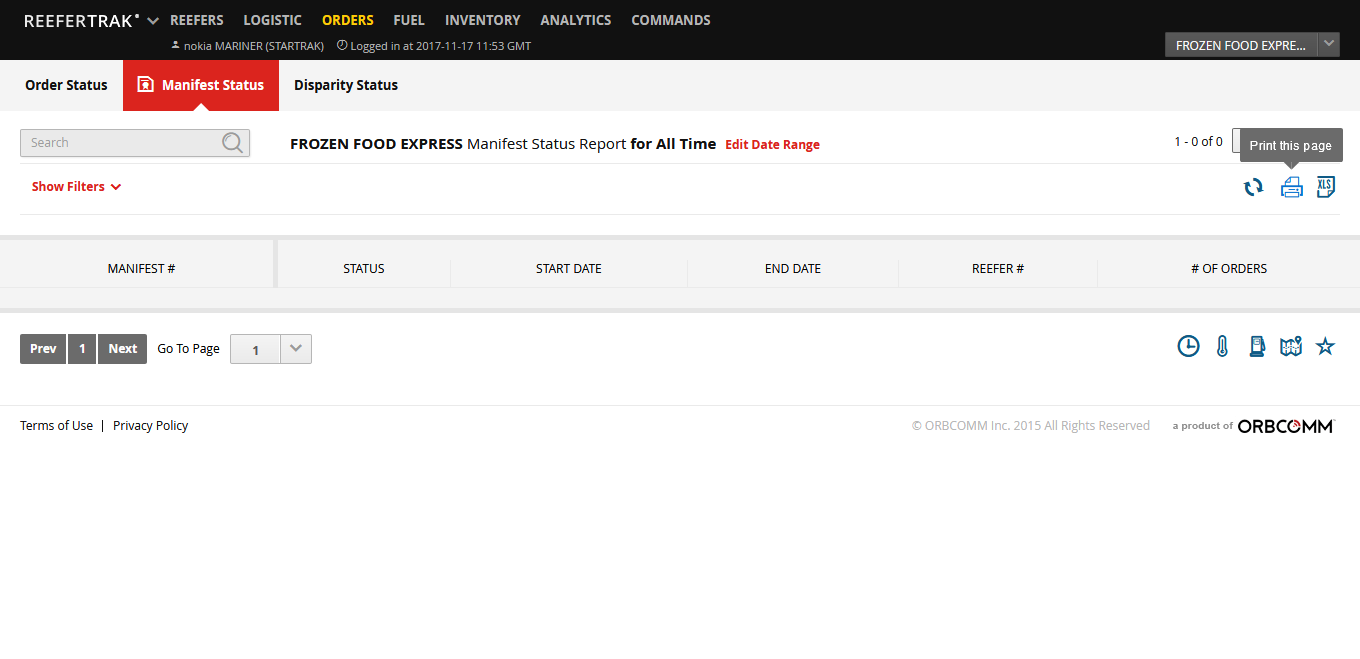 REEFERTRAK REEFERS LOGISTIC ORDERS FUEL INVENTORY ANALYTICS COMMANDS
nokia MARINER (STARTRAK) Logged in at 2017-11-17 11:53 GMT FROZEN FOOD EXPRE...
Order Status Manifest Status Disparity Status
Search FROZEN FOOD EXPRESS Manifest Status Report for All Time Edit Date Range 1 - 0 of 0 Print this page
Show Filters XLS
MANIFEST # STATUS START DATE END DATE REEFER # # OF ORDERS
Prev 1 Next Go To Page 1
Terms of Use | Privacy Policy © ORBCOMM Inc. 2015 All Rights Reserved a product of ORBCOMM